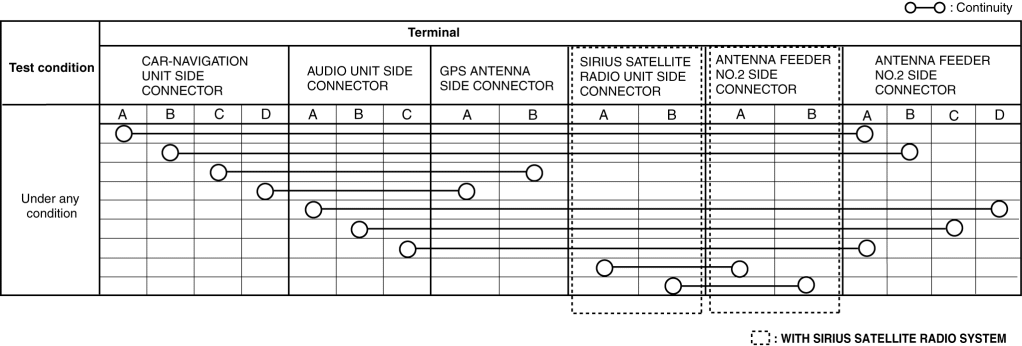 : Continuity
Terminal
Test condition
CAR-NAVIGATION
UNIT SIDE
CONNECTOR
AUDIO UNIT SIDE
CONNECTOR
GPS ANTENNA
SIDE CONNECTOR
SIRIUS SATELLITE
RADIO UNIT SIDE
CONNECTOR
ANTENNA FEEDER
NO.2 SIDE
CONNECTOR
ANTENNA FEEDER
NO.2 SIDE
CONNECTOR
A B C D A B C A B A B A B A B C D
Under any
condition
: WITH SIRIUS SATELLITE RADIO SYSTEM